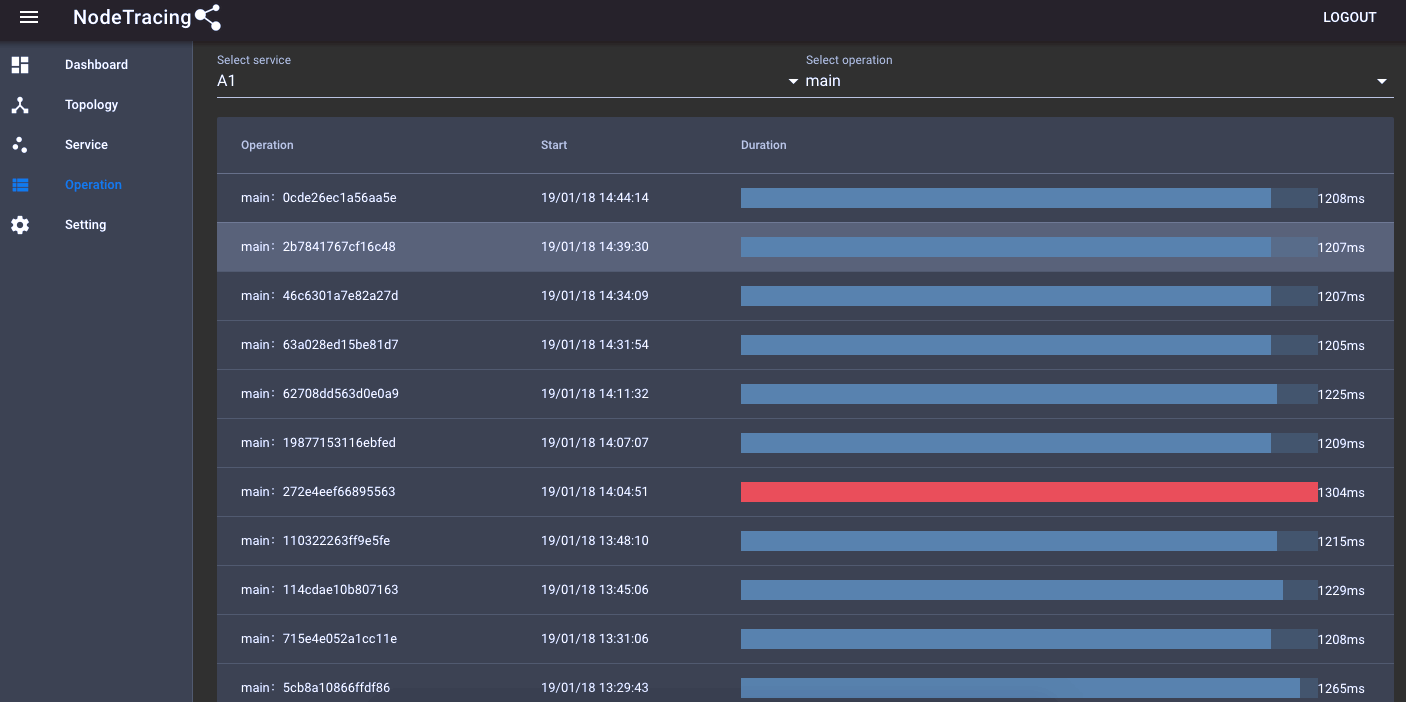 NodeTracing
LOGOUT
Dashboard
Topology
Service
Operation
Setting
Select service
A1
Select operation
main
Operation Start Duration
main: 0cde26ec1a56aa5e 19/01/18 14:44:14 1208ms
main: 2b7841767cf16c48 19/01/18 14:39:30 1207ms
main: 46c6301a7e82a27d 19/01/18 14:34:09 1207ms
main: 63a028ed15be81d7 19/01/18 14:31:54 1205ms
main: 62708dd563d0e0a9 19/01/18 14:11:32 1225ms
main: 19877153116ebfed 19/01/18 14:07:07 1209ms
main: 272e4eef66895563 19/01/18 14:04:51 1304ms
main: 110322263ff9e5fe 19/01/18 13:48:10 1215ms
main: 114cdae10b807163 19/01/18 13:45:06 1229ms
main: 715e4e052a1cc11e 19/01/18 13:31:06 1208ms
main: 5cb8a10866ffdf86 19/01/18 13:29:43 1265ms